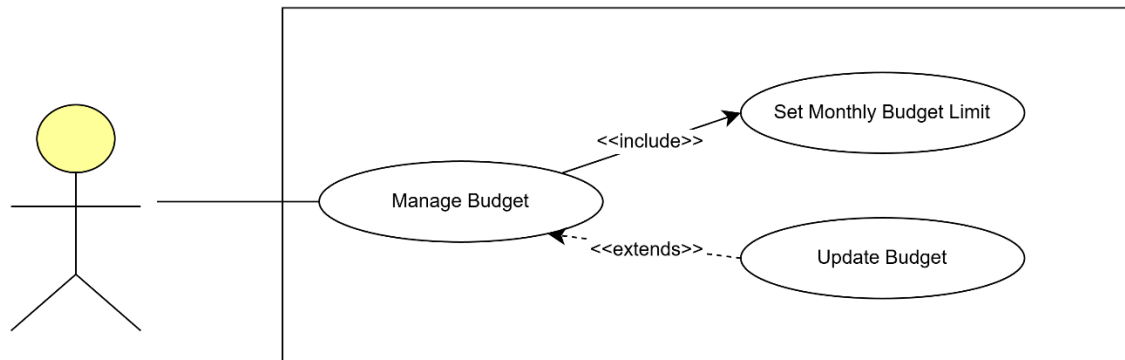 Set Monthly Budget Limit
<<include>>
Manage Budget
<<extends>>
Update Budget